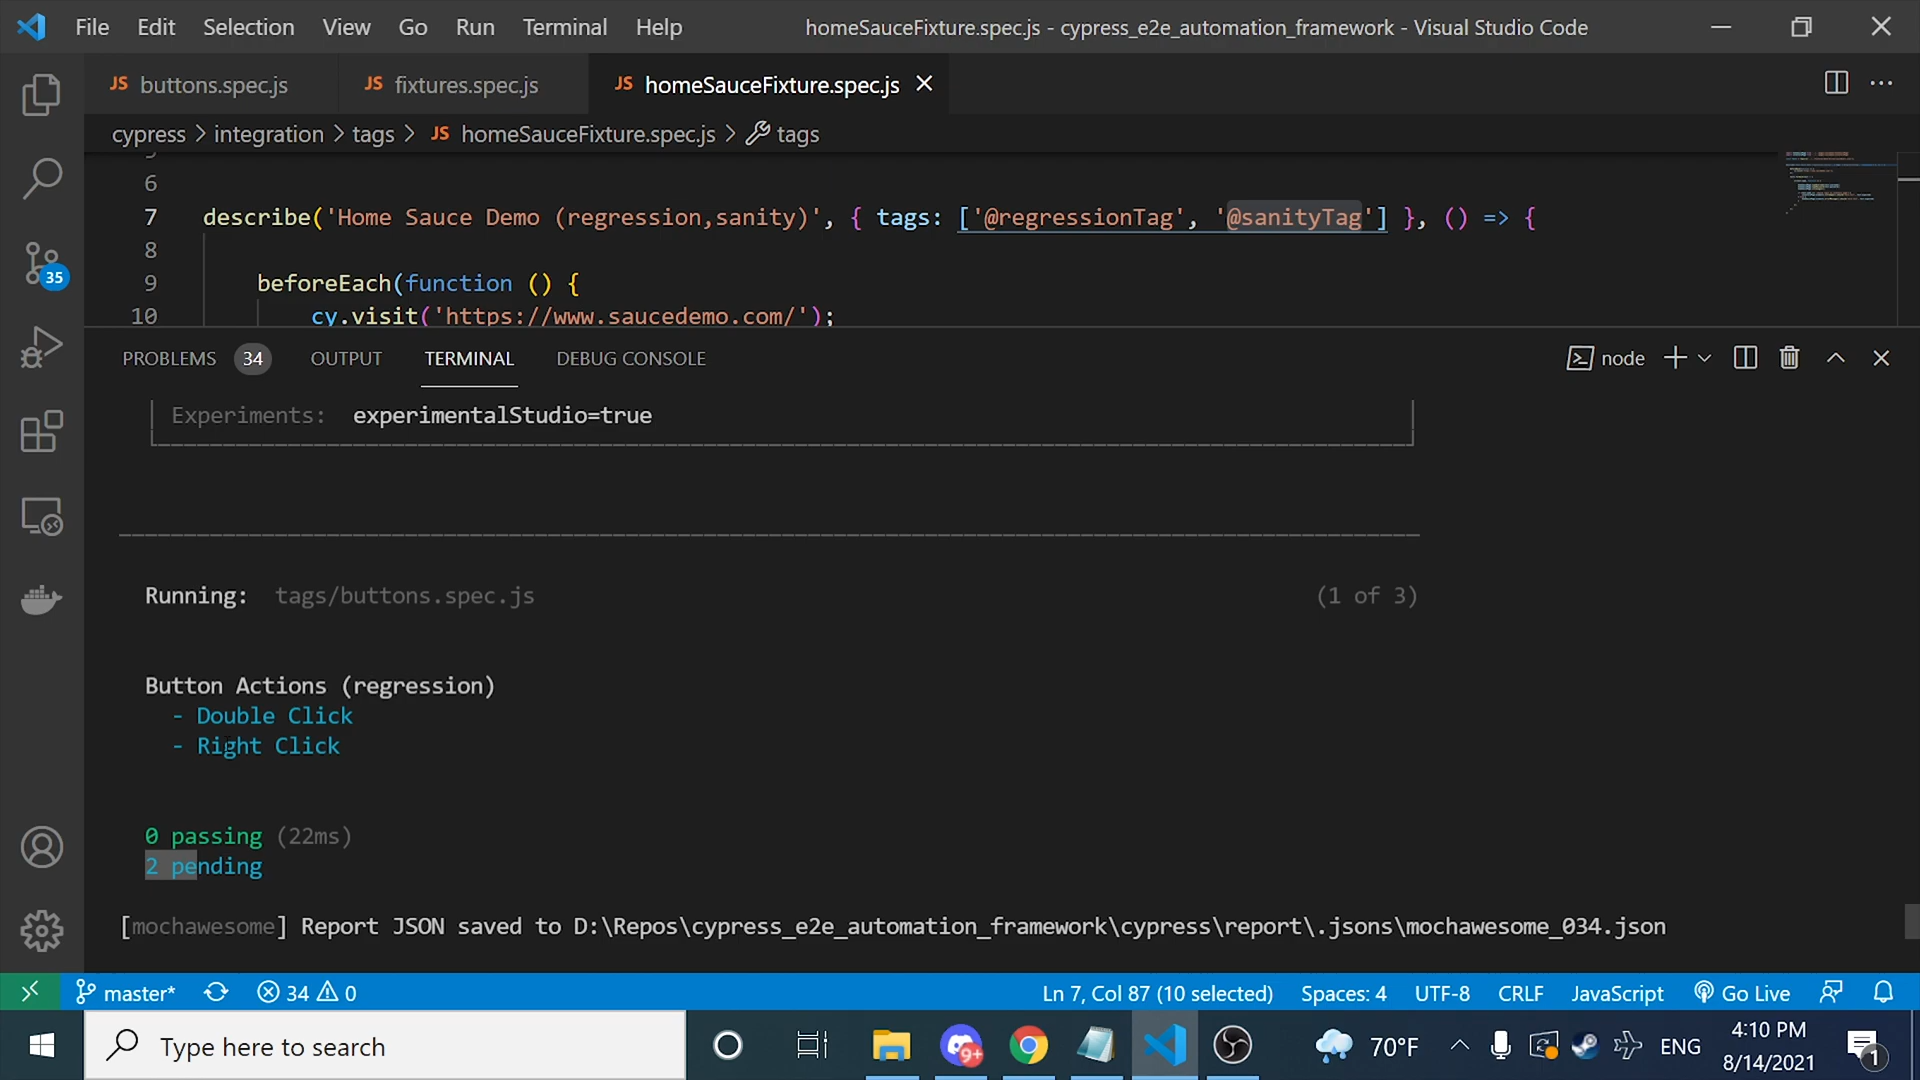 File Edit Selection View Go Run Terminal Help homeSauceFixture.spec.js - cypress_e2e_automation_framework - Visual Studio Code
JS buttons.spec.js JS fixtures.spec.js JS homeSauceFixture.spec.js
cypress > integration > tags > JS homeSauceFixture.spec.js > tags
6
7 describe('Home Sauce Demo (regression,sanity)', { tags: ['@regressionTag', '@sanityTag'] }, () => {
8
9 beforeEach(function () {
10 cy.visit('https://www.saucedemo.com/');
35
PROBLEMS 34 OUTPUT TERMINAL DEBUG CONSOLE node
Experiments: experimentalStudio=true
Running: tags/buttons.spec.js (1 of 3)
Button Actions (regression)
- Double Click
- Right Click
0 passing (22ms)
2 pending
[mochawesome] Report JSON saved to D:\Repos\cypress_e2e_automation_framework\cypress\report\.jsons\mochawesome_034.json
master* 34 0 Ln 7, Col 87 (10 selected) Spaces: 4 UTF-8 CRLF JavaScript Go Live
Type here to search 9+ 70°F ENG 4:10 PM
8/14/2021 1